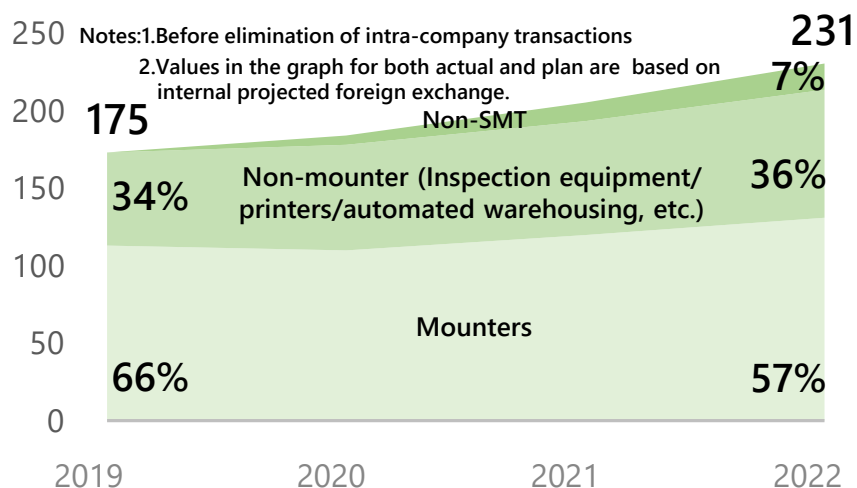 250
Notes:1.Before elimination of intra-company transactions
231
2.Values in the graph for both actual and plan are based on
7%
internal projected foreign exchange.
200
175
Non-SMT
150
34%
Non-mounter (Inspection equipment/
36%
printers/automated warehousing, etc.)
100
Mounters
50
66%
57%
0
2019
2020
2021
2022